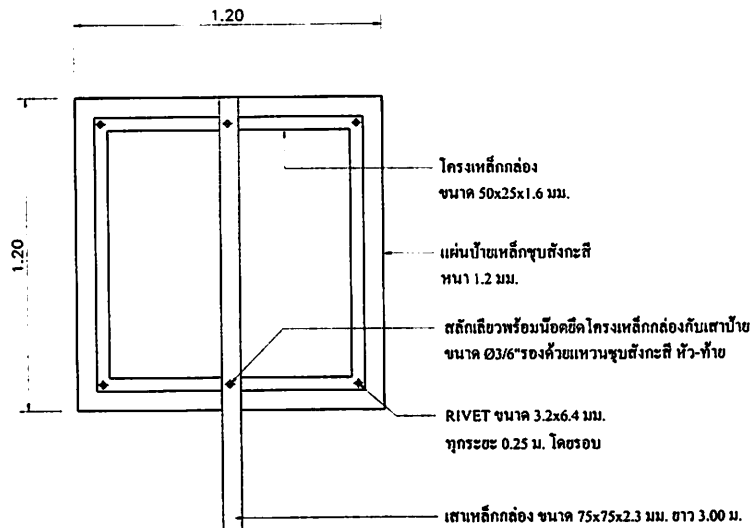 1.20
1.20
โครงเหล็กกล่อง
ขนาด 50x25x1.6 มม.
แผ่นป้ายเหล็กชุบสังกะสี
หนา 1.2 มม.
สลักเลียวพร้อมน๊อตยึดโครงเหล็กกล่องกับเสาป้าย
ขนาด Ø3/6"รองด้วยแหวนชุบสังกะสี หัว-ท้าย
RIVET ขนาด 3.2x6.4 มม.
ทุกระยะ 0.25 ม. โดยรอบ
เสาเหล็กกล่อง ขนาด 75x75x2.3 มม. ยาว 3.00 ม.